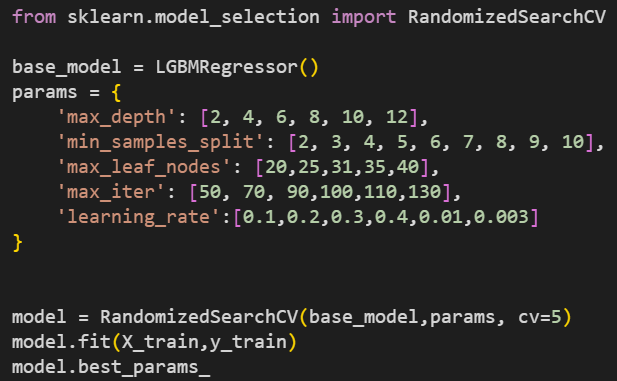 from sklearn.model_selection import RandomizedSearchCV
base_model = LGBMRegressor()
params = {
    'max_depth': [2, 4, 6, 8, 10, 12],
    'min_samples_split': [2, 3, 4, 5, 6, 7, 8, 9, 10],
    'max_leaf_nodes': [20,25,31,35,40],
    'max_iter': [50, 70, 90,100,110,130],
    'learning_rate':[0.1,0.2,0.3,0.4,0.01,0.003]
}
model = RandomizedSearchCV(base_model,params, cv=5)
model.fit(X_train,y_train)
model.best_params_